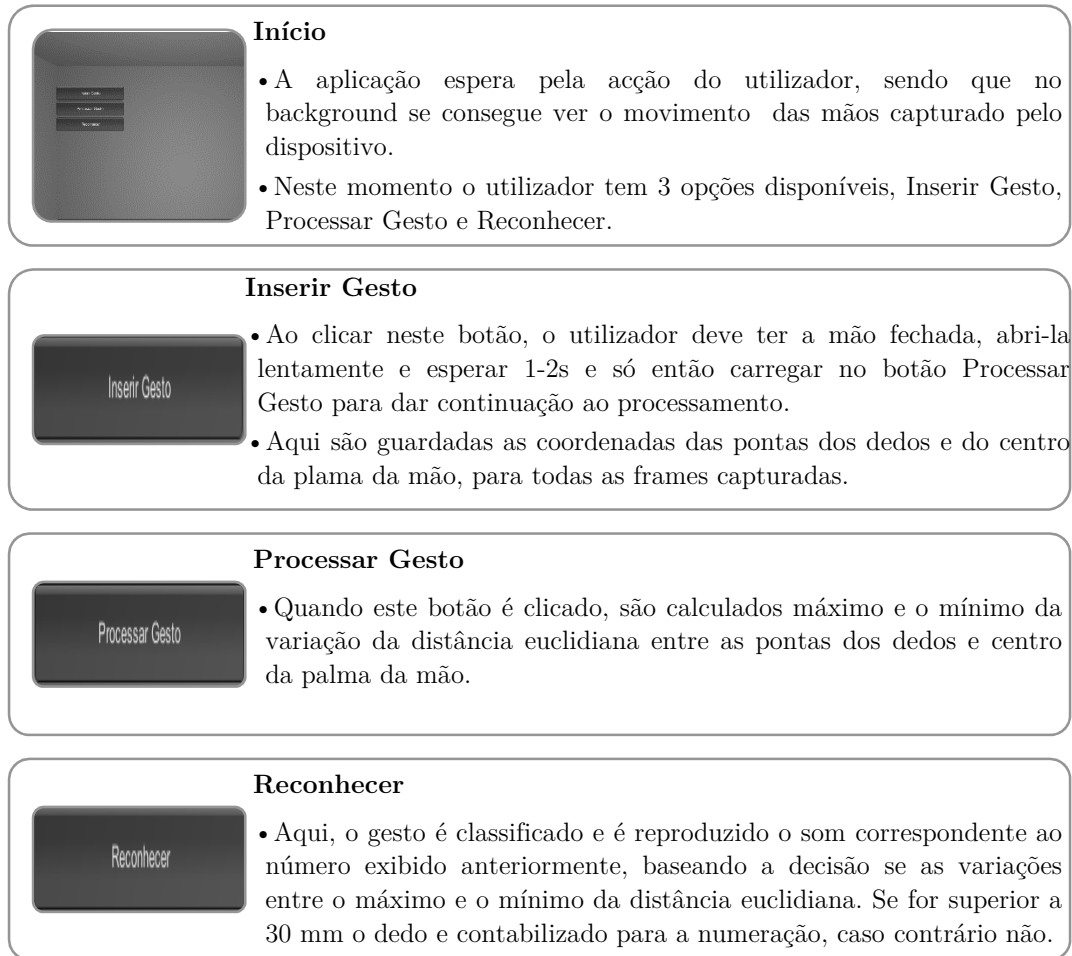 Início
• A aplicação espera pela acção do utilizador, sendo que no
background se consegue ver o movimento das mãos capturado pelo
dispositivo.
• Neste momento o utilizador tem 3 opções disponíveis, Inserir Gesto,
Processar Gesto e Reconhecer.
Inserir Gesto
Processar Gesto
Reconhecer
Inserir Gesto
• Ao clicar neste botão, o utilizador deve ter a mão fechada, abri-la
lentamente e esperar 1-2s e só então carregar no botão Processar
Gesto para dar continuação ao processamento.
• Aqui são guardadas as coordenadas das pontas dos dedos e do centro
da plama da mão, para todas as frames capturadas.
Inserir Gesto
Processar Gesto
• Quando este botão é clicado, são calculados máximo e o mínimo da
variação da distância euclidiana entre as pontas dos dedos e centro
da palma da mão.
Processar Gesto
Reconhecer
• Aqui, o gesto é classificado e é reproduzido o som correspondente ao
número exibido anteriormente, baseando a decisão se as variações
entre o máximo e o mínimo da distância euclidiana. Se for superior a
30 mm o dedo e contabilizado para a numeração, caso contrário não.
Reconhecer